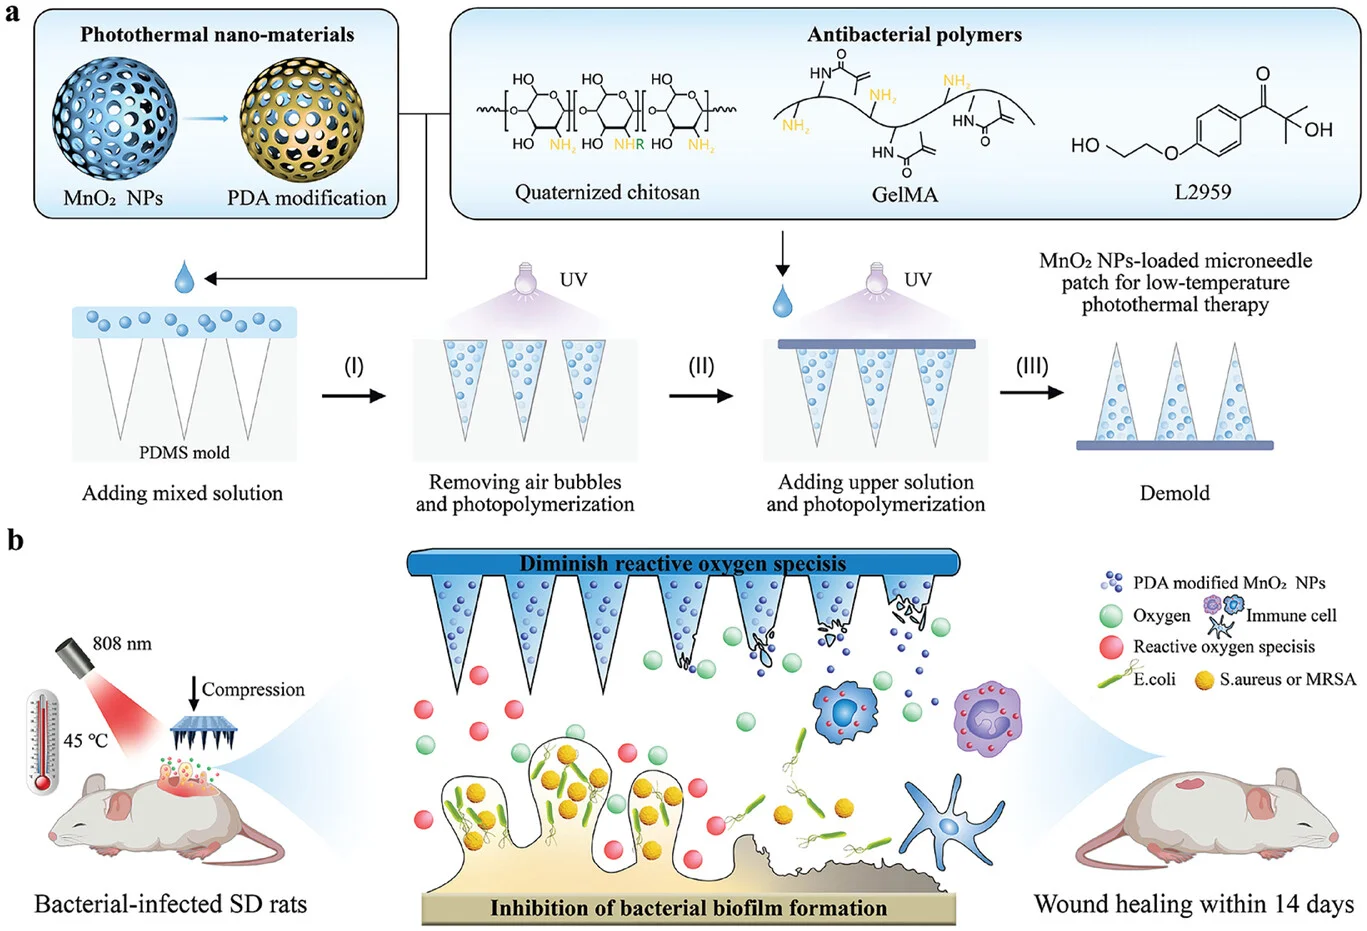 a
Photothermal nano-materials
MnO₂ NPs
PDA modification
Antibacterial polymers
HO
HO
HO
HO
NH₂
HO
NHR
HO
NH₂
Quaternized chitosan
HN
O
NH₂
NH₂
NH₂
HN
O
HN
O
GelMA
HO
O
O
OH
L2959
PDMS mold
Adding mixed solution
(I)
UV
Removing air bubbles
and photopolymerization
(II)
UV
Adding upper solution
and photopolymerization
(III)
MnO₂ NPs-loaded microneedle
patch for low-temperature
photothermal therapy
Demold
b
808 nm
Compression
45 °C
Bacterial-infected SD rats
Diminish reactive oxygen specisis
Inhibition of bacterial biofilm formation
PDA modified MnO₂ NPs
Oxygen
Immune cell
Reactive oxygen specisis
E.coli
S.aureus or MRSA
Wound healing within 14 days